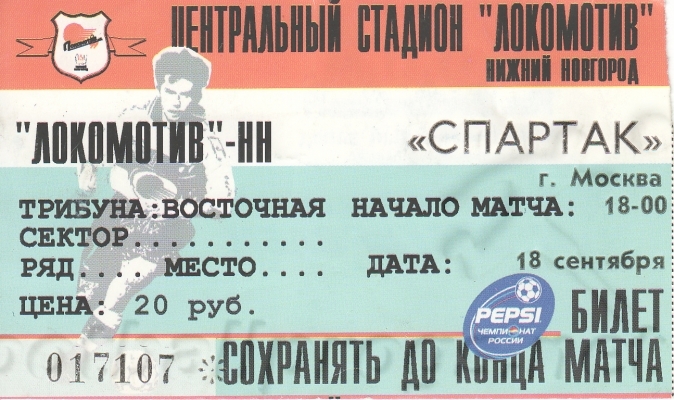 ЦЕНТРАЛЬНЫЙ СТАДИОН "ЛОКОМОТИВ"
НИЖНИЙ НОВГОРОД
"ЛОКОМОТИВ"-НН «СПАРТАК»
г. Москва
ТРИБУНА:ВОСТОЧНАЯ НАЧАЛО МАТЧА: 18-00
СЕКТОР...........
РЯД.... МЕСТО.... ДАТА: 18 сентября
ЦЕНА: 20 руб.
PEPSI
ЧЕМПИОНАТ
РОССИИ
БИЛЕТ
017107 СОХРАНЯТЬ ДО КОНЦА МАТЧА